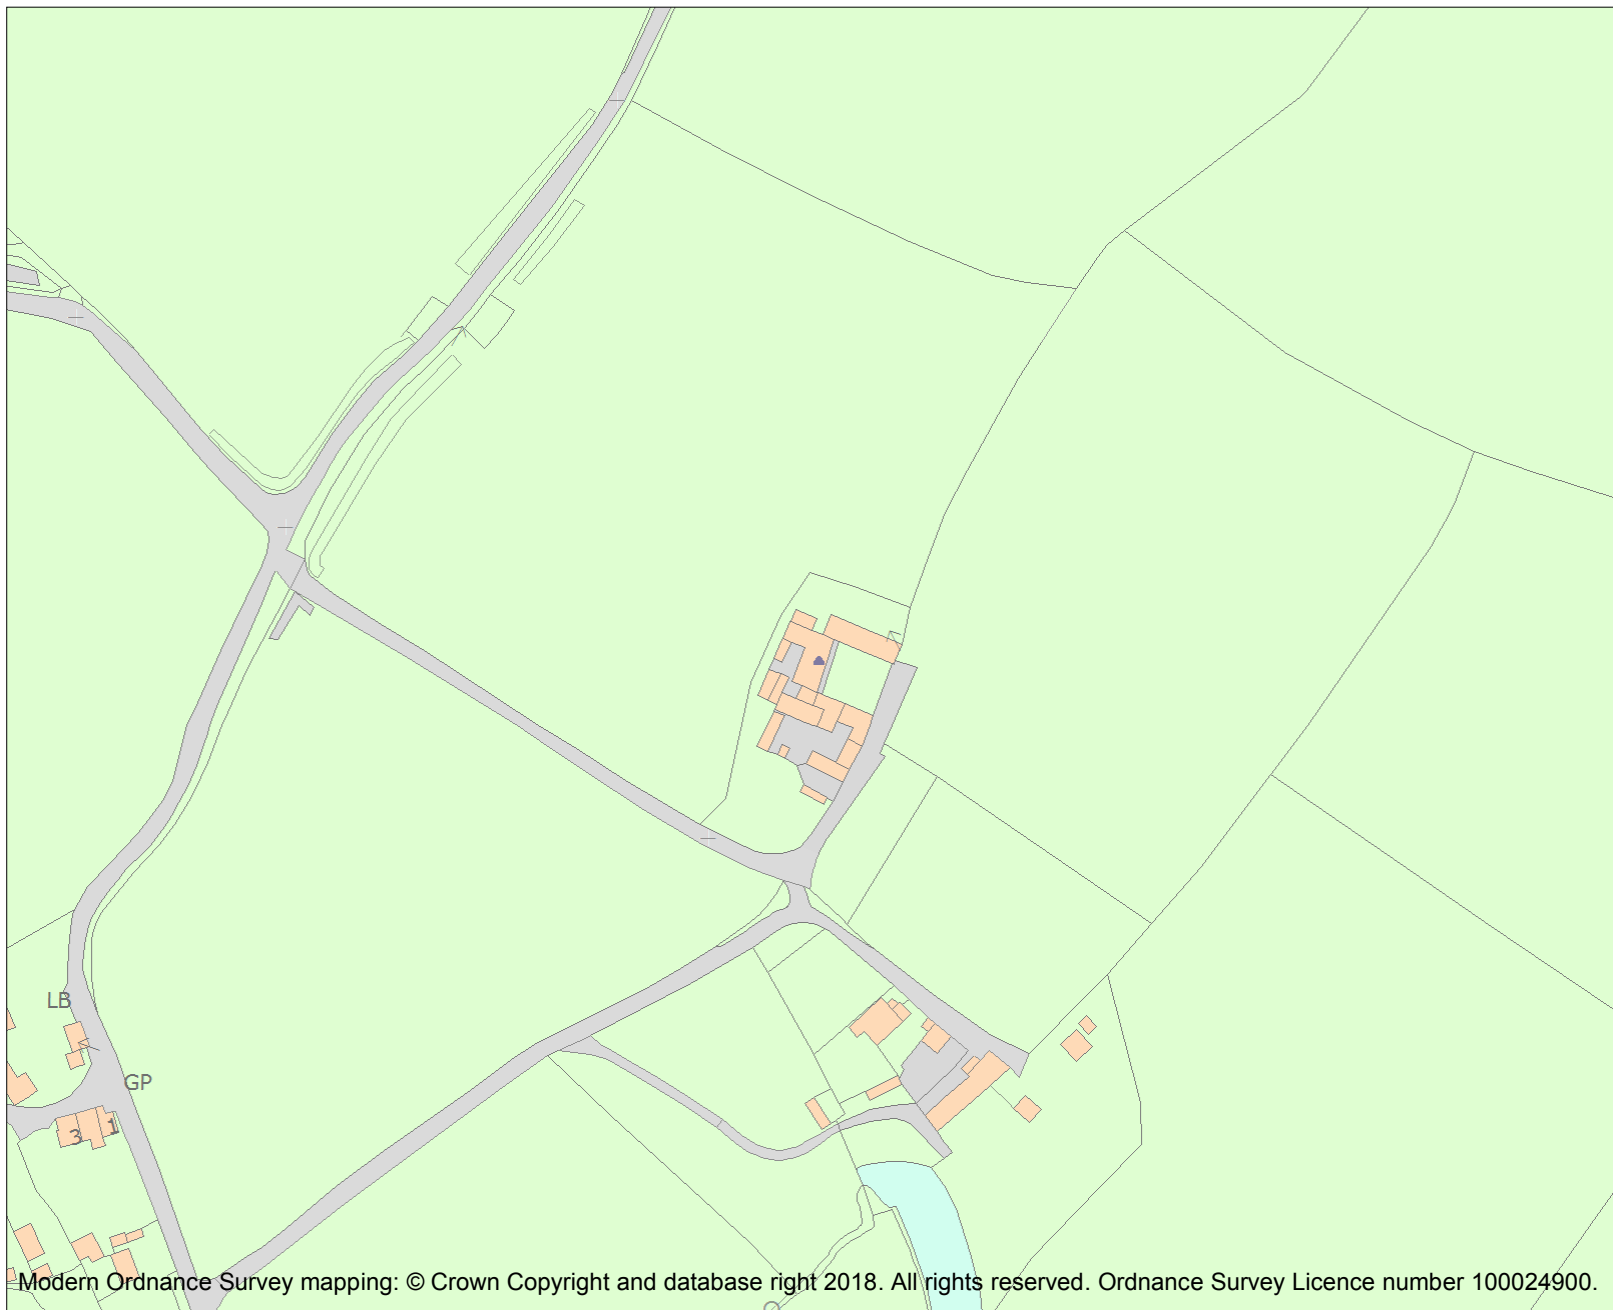 LB
GP
3
1
Modern Ordnance Survey mapping: © Crown Copyright and database right 2018. All rights reserved. Ordnance Survey Licence number 100024900.